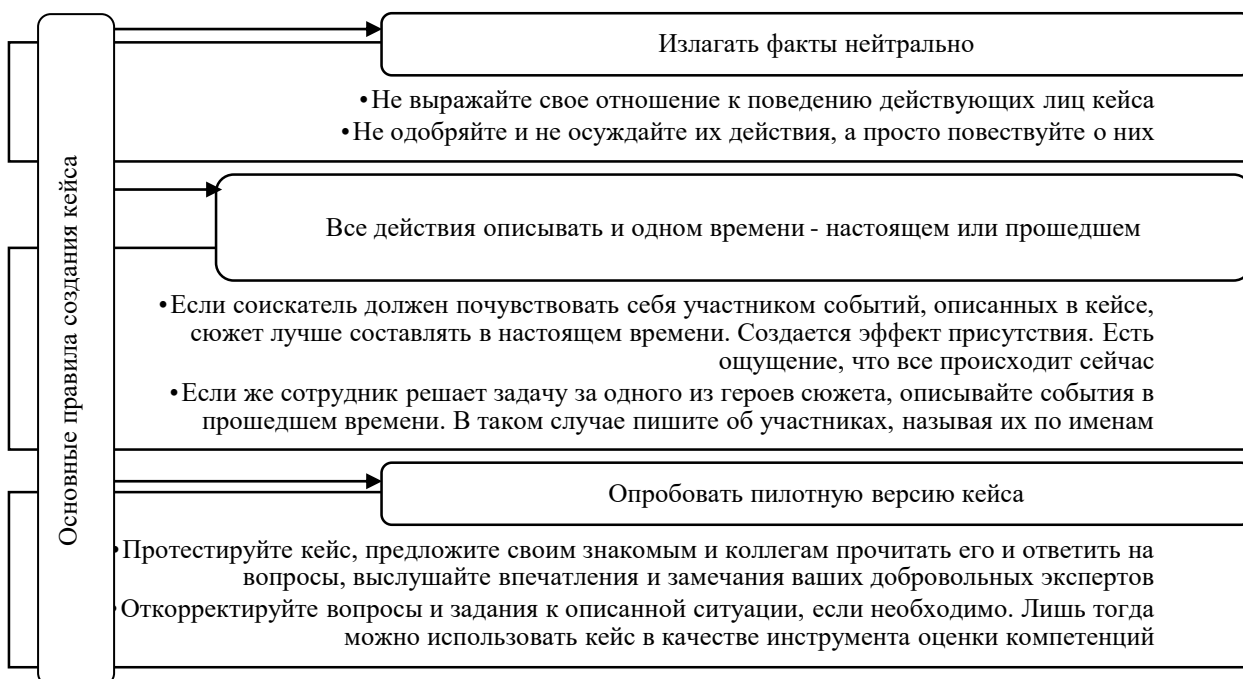 Основные правила создания кейса
Излагать факты нейтрально
•Не выражайте свое отношение к поведению действующих лиц кейса
•Не одобряйте и не осуждайте их действия, а просто повествуйте о них
Все действия описывать и одном времени - настоящем или прошедшем
•Если соискатель должен почувствовать себя участником событий, описанных в кейсе,
сюжет лучше составлять в настоящем времени. Создается эффект присутствия. Есть
ощущение, что все происходит сейчас
•Если же сотрудник решает задачу за одного из героев сюжета, описывайте события в
прошедшем времени. В таком случае пишите об участниках, называя их по именам
Опробовать пилотную версию кейса
•Протестируйте кейс, предложите своим знакомым и коллегам прочитать его и ответить на
вопросы, выслушайте впечатления и замечания ваших добровольных экспертов
•Откорректируйте вопросы и задания к описанной ситуации, если необходимо. Лишь тогда
можно использовать кейс в качестве инструмента оценки компетенций